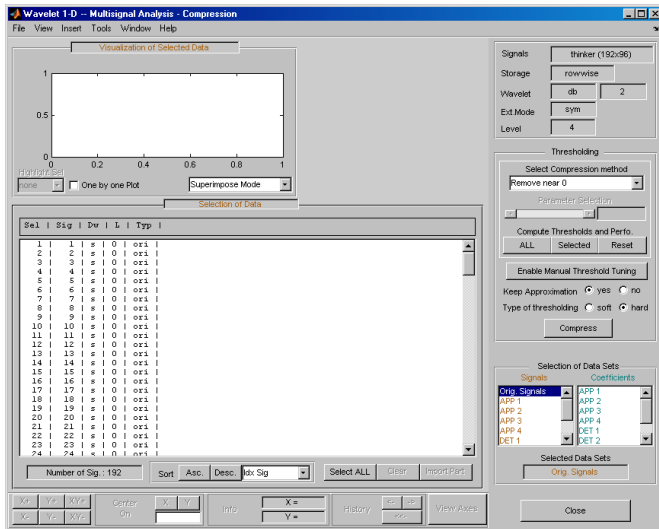 Wavelet 1-D -- Multisignal Analysis - Compression
File View Insert Tools Window Help
Visualization of Selected Data
1
0.5
0
0 0.2 0.4 0.6 0.8 1
Highlight Sel
none One by one Plot Superimpose Mode
Selection of Data
Sel | Sig | Dw | L | Typ |
1 | 1 | s | 0 | ori |
2 | 2 | s | 0 | ori |
3 | 3 | s | 0 | ori |
4 | 4 | s | 0 | ori |
5 | 5 | s | 0 | ori |
6 | 6 | s | 0 | ori |
7 | 7 | s | 0 | ori |
8 | 8 | s | 0 | ori |
9 | 9 | s | 0 | ori |
10 | 10 | s | 0 | ori |
11 | 11 | s | 0 | ori |
12 | 12 | s | 0 | ori |
13 | 13 | s | 0 | ori |
14 | 14 | s | 0 | ori |
15 | 15 | s | 0 | ori |
16 | 16 | s | 0 | ori |
17 | 17 | s | 0 | ori |
18 | 18 | s | 0 | ori |
19 | 19 | s | 0 | ori |
20 | 20 | s | 0 | ori |
21 | 21 | s | 0 | ori |
22 | 22 | s | 0 | ori |
23 | 23 | s | 0 | ori |
24 | 24 | s | 0 | ori |
Number of Sig. : 192 Sort Asc. Desc. Idx Sig Select ALL Clear Import Part
X+ Y+ XY+ Center On X Y Info X = History <- -> View Axes
X- Y- XY- Y = <<-
Signals thinker (192x96)
Storage rowwise
Wavelet db 2
Ext.Mode sym
Level 4
Thresholding
Select Compression method
Remove near 0
Parameter Selection
Compute Thresholds and Perfo.
ALL Selected Reset
Enable Manual Threshold Tuning
Keep Approximation yes no
Type of thresholding soft hard
Compress
Selection of Data Sets
Signals Coefficients
Orig. Signals APP 1
APP 1 APP 2
APP 2 APP 3
APP 3 APP 4
APP 4 DET 1
DET 1 DET 2
Selected Data Sets
Orig. Signals
Close